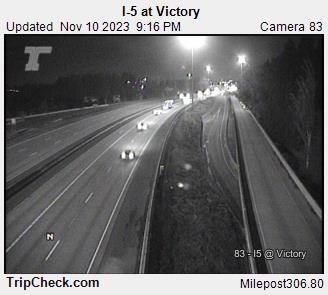 I-5 at Victory
Updated Nov 10 2023 9:16 PM Camera 83
T
N
83 - I5 @ Victory
TripCheck.com Milepost306.80